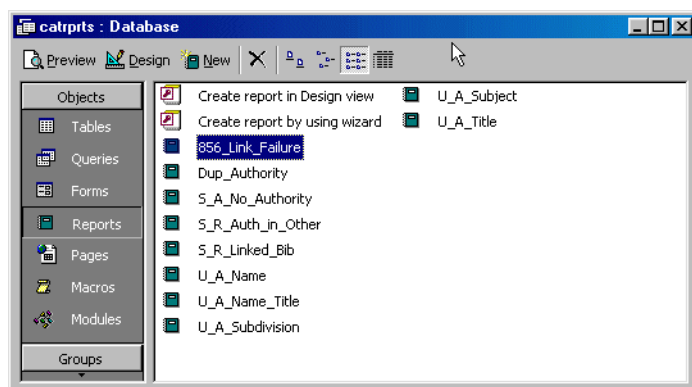 catrprts : Database
Preview Design New
Objects
Tables
Queries
Forms
Reports
Pages
Macros
Modules
Groups
Create report in Design view
Create report by using wizard
856_Link_Failure
Dup_Authority
S_A_No_Authority
S_R_Auth_in_Other
S_R_Linked_Bib
U_A_Name
U_A_Name_Title
U_A_Subdivision
U_A_Subject
U_A_Title